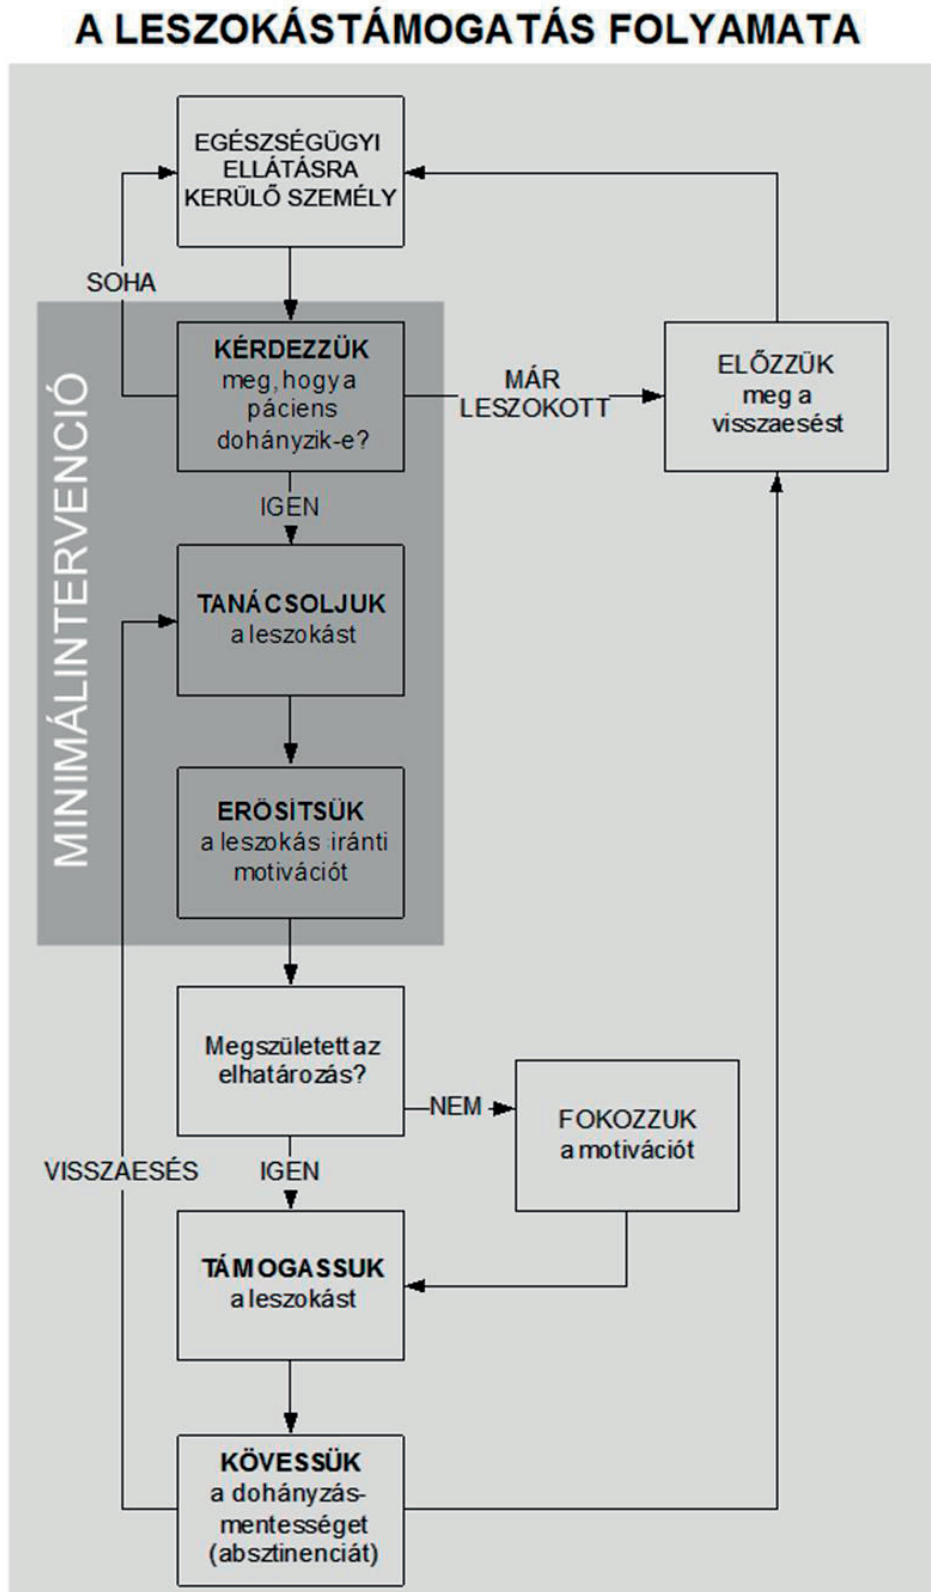 A LESZOKÁSTÁMOGATÁS FOLYAMATA
EGÉSZSÉGÜGYI
ELLÁTÁSRA
KERÜLŐ SZEMÉLY
SOHA
MINIMÁLINTERVENCIÓ
KÉRDEZZÜK
meg, hogy a
páciens
dohányzik-e?
MÁR
LESZOKOTT
ELŐZZÜK
meg a
visszaesést
IGEN
TANÁCSOLJUK
a leszokást
ERŐSÍTSÜK
a leszokás iránti
motivációt
Megszületett az
elhatározás?
NEM
FOKOZZUK
a motivációt
VISSZAESÉS
IGEN
TÁMOGASSUK
a leszokást
KÖVESSÜK
a dohányzás-
mentességet
(absztinenciát)